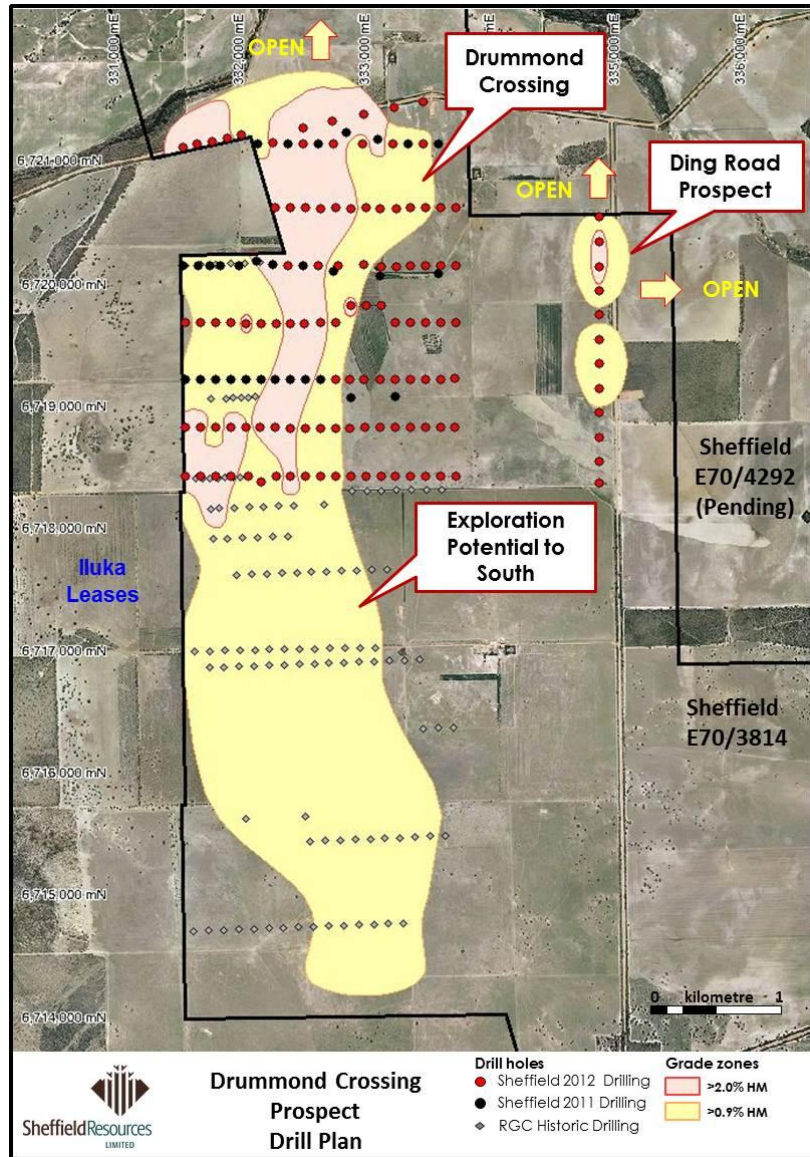 331,000 mE
332,000 mE
333,000 mE
335,000 mE
336,000 mE
OPEN
Drummond
Crossing
6,721,000 mN
OPEN
Ding Road
Prospect
6,720,000 mN
OPEN
6,719,000 mN
Sheffield
E70/4292
(Pending)
6,718,000 mN
Exploration
Potential to
South
Iluka
Leases
6,717,000 mN
Sheffield
E70/3814
6,716,000 mN
6,715,000 mN
0 kilometre 1
6,714,000 mN
SheffieldResources
LIMITED
Drummond Crossing
Prospect
Drill Plan
Drill holes
Sheffield 2012 Drilling
Sheffield 2011 Drilling
RGC Historic Drilling
Grade zones
>2.0% HM
>0.9% HM